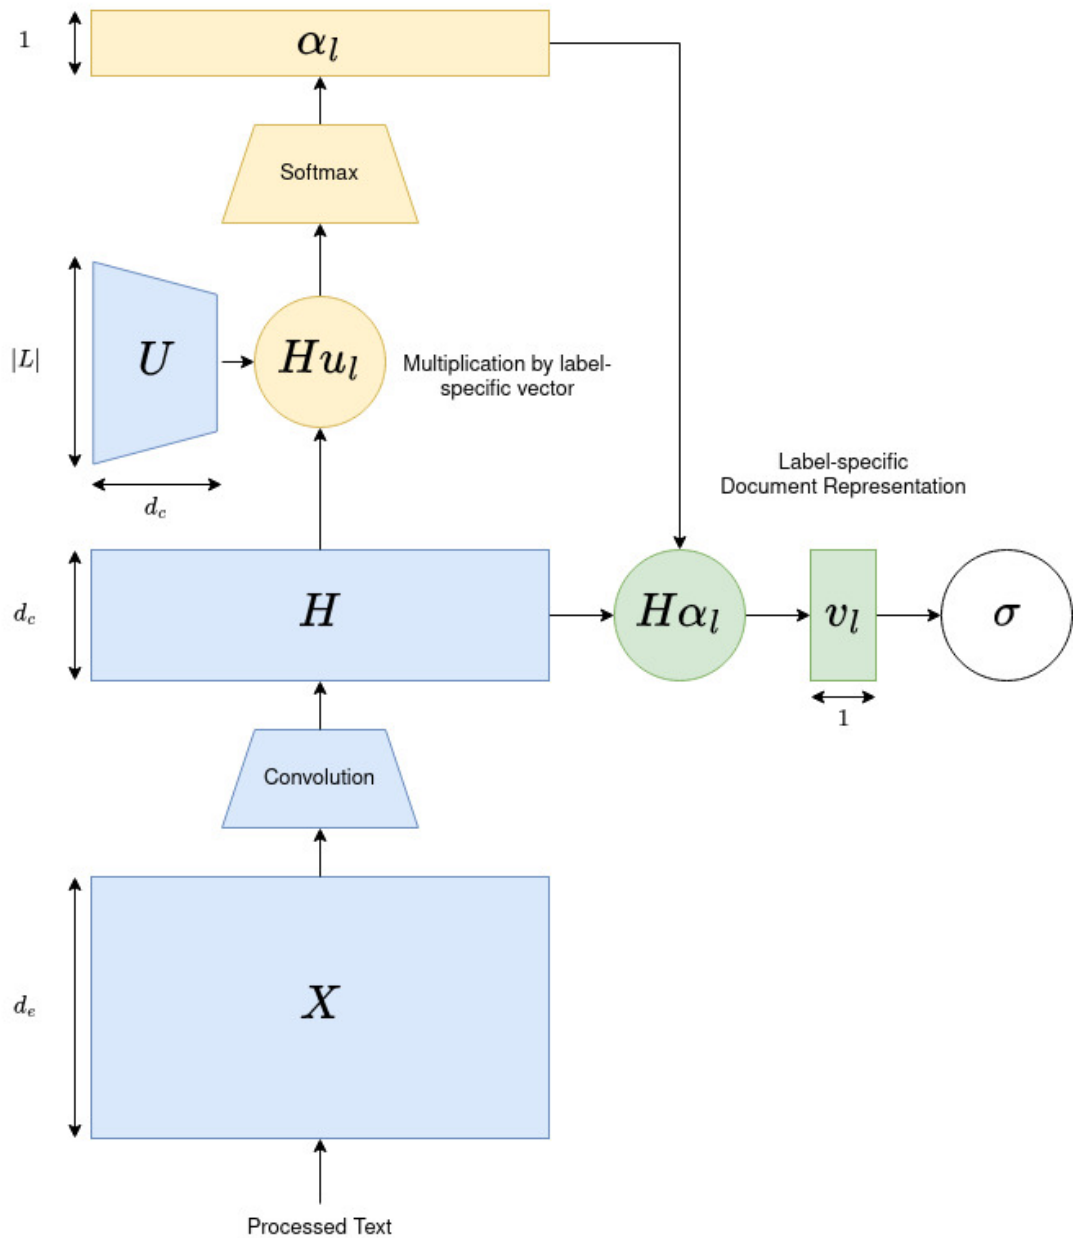 1
α_l
Softmax
|L|
U
Hu_l
Multiplication by label-
specific vector
d_c
Label-specific
Document Representation
d_c
H
Hα_l
v_l
σ
1
Convolution
d_e
X
Processed Text